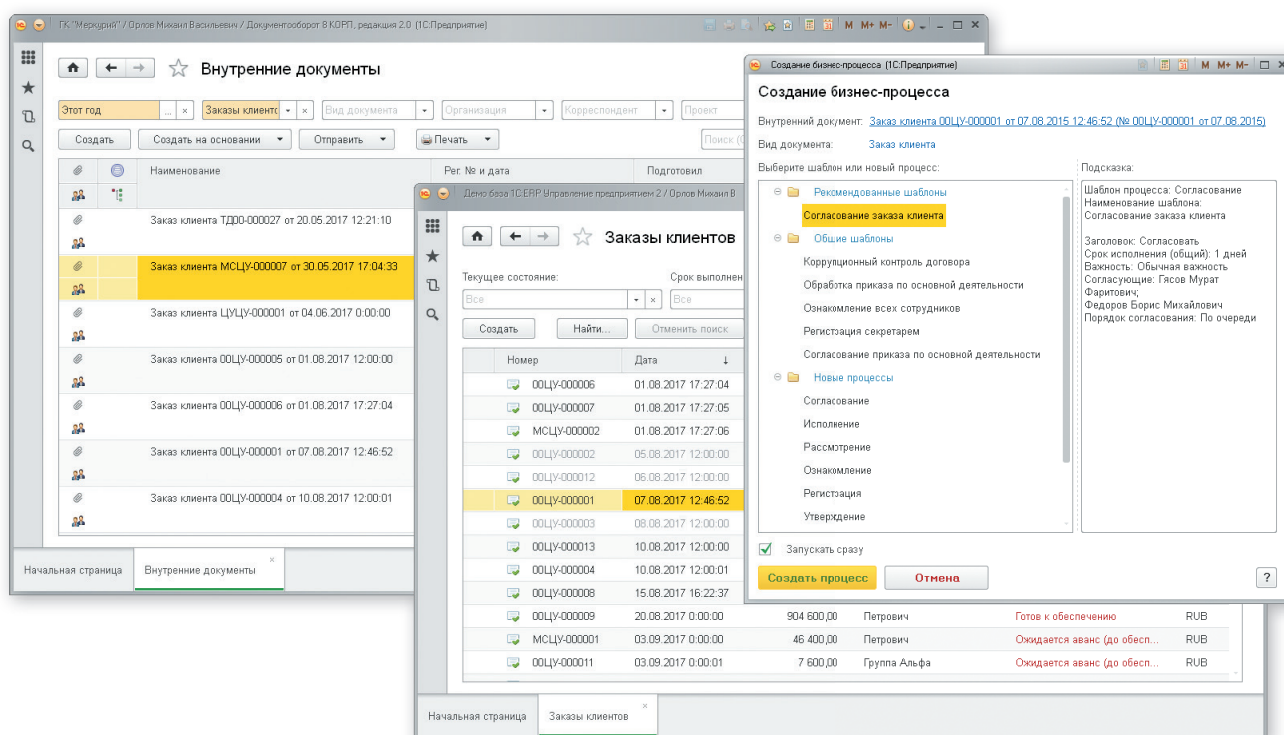 ГК "Меркурий" / Орлов Михаил Васильевич / Документооборот 8 КОРП, редакция 2.0 (1С:Предприятие)
M M+ M-
Внутренние документы
Этот год
...
×
Заказы клиентс
×
Вид документа
Организация
Корреспондент
Проект
Создать
Создать на основании
Отправить
Печать
Поиск (C
Наименование
Рег. № и дата
Подготовил
Заказ клиента ТД00-000027 от 20.05.2017 12:21:10
Заказ клиента МСЦУ-000007 от 30.05.2017 17:04:33
Заказ клиента ЦУЦУ-000001 от 04.06.2017 0:00:00
Заказ клиента 00ЦУ-000005 от 01.08.2017 12:00:00
Заказ клиента 00ЦУ-000006 от 01.08.2017 17:27:04
Заказ клиента 00ЦУ-000001 от 07.08.2017 12:46:52
Заказ клиента 00ЦУ-000004 от 10.08.2017 12:00:01
Начальная страница
Внутренние документы
×
Демо база 1С:ERP Управление предприятием 2 / Орлов Михаил В
Заказы клиентов
Текущее состояние:
Срок выполнен
Все
×
Все
Создать
Найти...
Отменить поиск
Номер
Дата
↓
00ЦУ-000006 01.08.2017 17:27:04
00ЦУ-000007 01.08.2017 17:27:05
МСЦУ-000002 01.08.2017 17:27:06
00ЦУ-000002 05.08.2017 12:00:00
00ЦУ-000012 06.08.2017 12:00:00
00ЦУ-000001 07.08.2017 12:46:52
00ЦУ-000003 08.08.2017 12:00:00
00ЦУ-000013 10.08.2017 12:00:00
00ЦУ-000004 10.08.2017 12:00:01
00ЦУ-000008 15.08.2017 16:22:37
00ЦУ-000009 20.08.2017 0:00:00 904 600,00 Петрович Готов к обеспечению RUB
МСЦУ-000001 03.09.2017 0:00:00 46 400,00 Петрович Ожидается аванс (до обесп... RUB
00ЦУ-000011 03.09.2017 0:00:01 7 600,00 Группа Альфа Ожидается аванс (до обесп... RUB
Начальная страница
Заказы клиентов
×
Создание бизнес-процесса (1С:Предприятие)
M M+ M-
Создание бизнес-процесса
Внутренний документ: Заказ клиента 00ЦУ-000001 от 07.08.2015 12:46:52 (№ 00ЦУ-000001 от 07.08.2015)
Вид документа: Заказ клиента
Выберите шаблон или новый процесс:
Рекомендованные шаблоны
Согласование заказа клиента
Общие шаблоны
Коррупционный контроль договора
Обработка приказа по основной деятельности
Ознакомление всех сотрудников
Регистрация секретарем
Согласование приказа по основной деятельности
Новые процессы
Согласование
Исполнение
Рассмотрение
Ознакомление
Регистрация
Утверждение
Подсказка:
Шаблон процесса: Согласование
Наименование шаблона:
Согласование заказа клиента
Заголовок: Согласовать
Срок исполнения (общий): 1 дней
Важность: Обычная важность
Согласующие: Гясов Мурат
Фаритович;
Федоров Борис Михайлович
Порядок согласования: По очереди
Запускать сразу
Создать процесс
Отмена
?